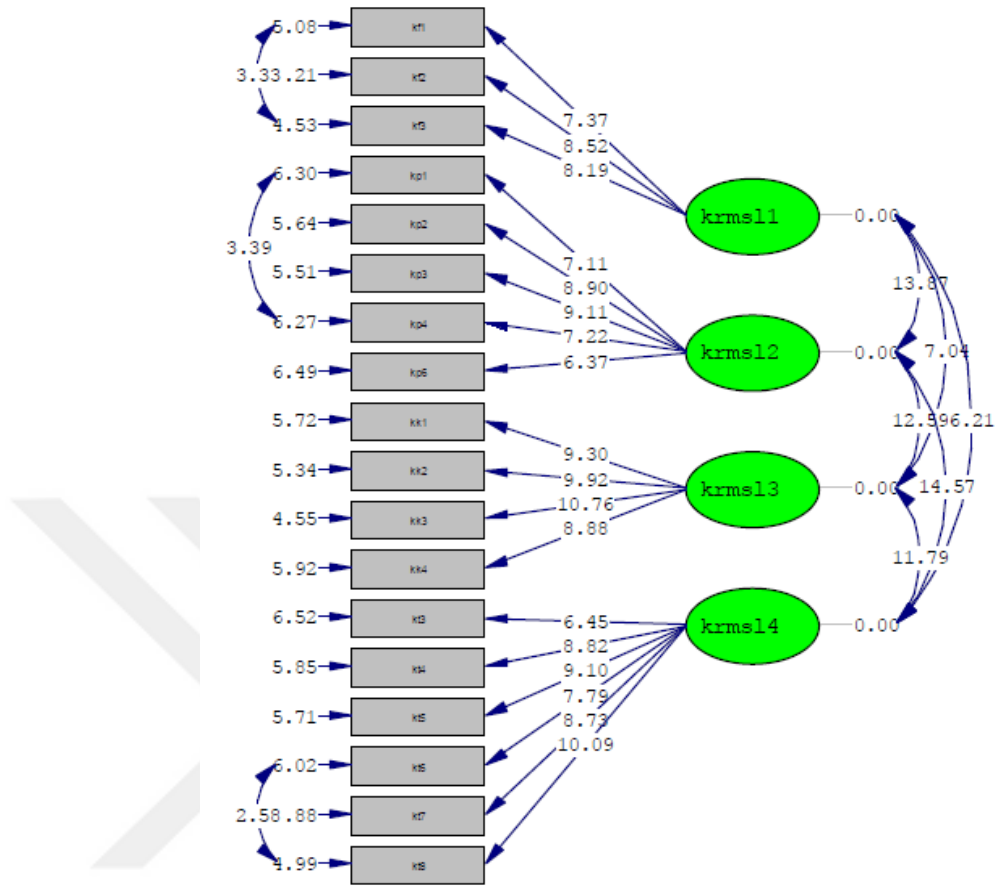 5.08 kf1
3.33.21 kf2 7.37
4.53 kf3 8.52
8.19
6.30 kp1 krmsl1 0.00
5.64 kp2
3.39 7.11
5.51 kp3 8.90 13.87
9.11
6.27 kp4 7.22 krmsl2 0.00 7.04
6.49 6.37
5.72 kk1 12.596.21
9.30
5.34 kk2 9.92 krmsl3 0.00 14.57
10.76
4.55 kk3 8.88
11.79
5.92 kk4
6.52 kt3 6.45 krmsl4 0.00
8.82
5.85 kt4 9.10
7.79
5.71 kt5 8.73
10.09
6.02
2.58.88 kt7
4.99